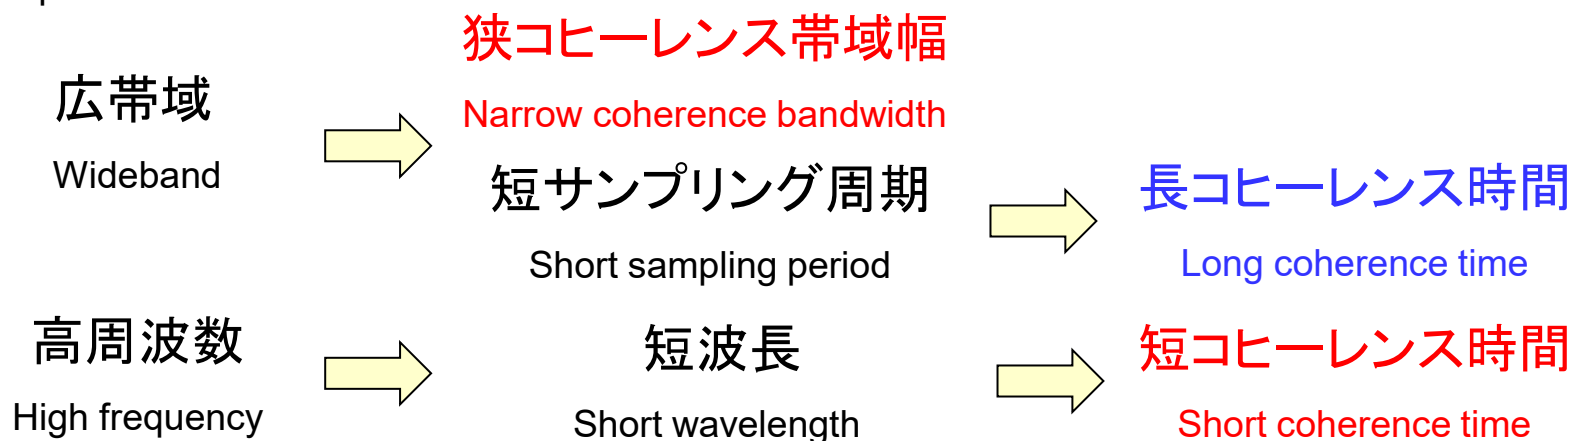 狭コヒーレンス帯域幅
広帯域
Narrow coherence bandwidth
Wideband
短サンプリング周期
長コヒーレンス時間
Short sampling period
Long coherence time
高周波数
短波長
短コヒーレンス時間
High frequency
Short wavelength
Short coherence time